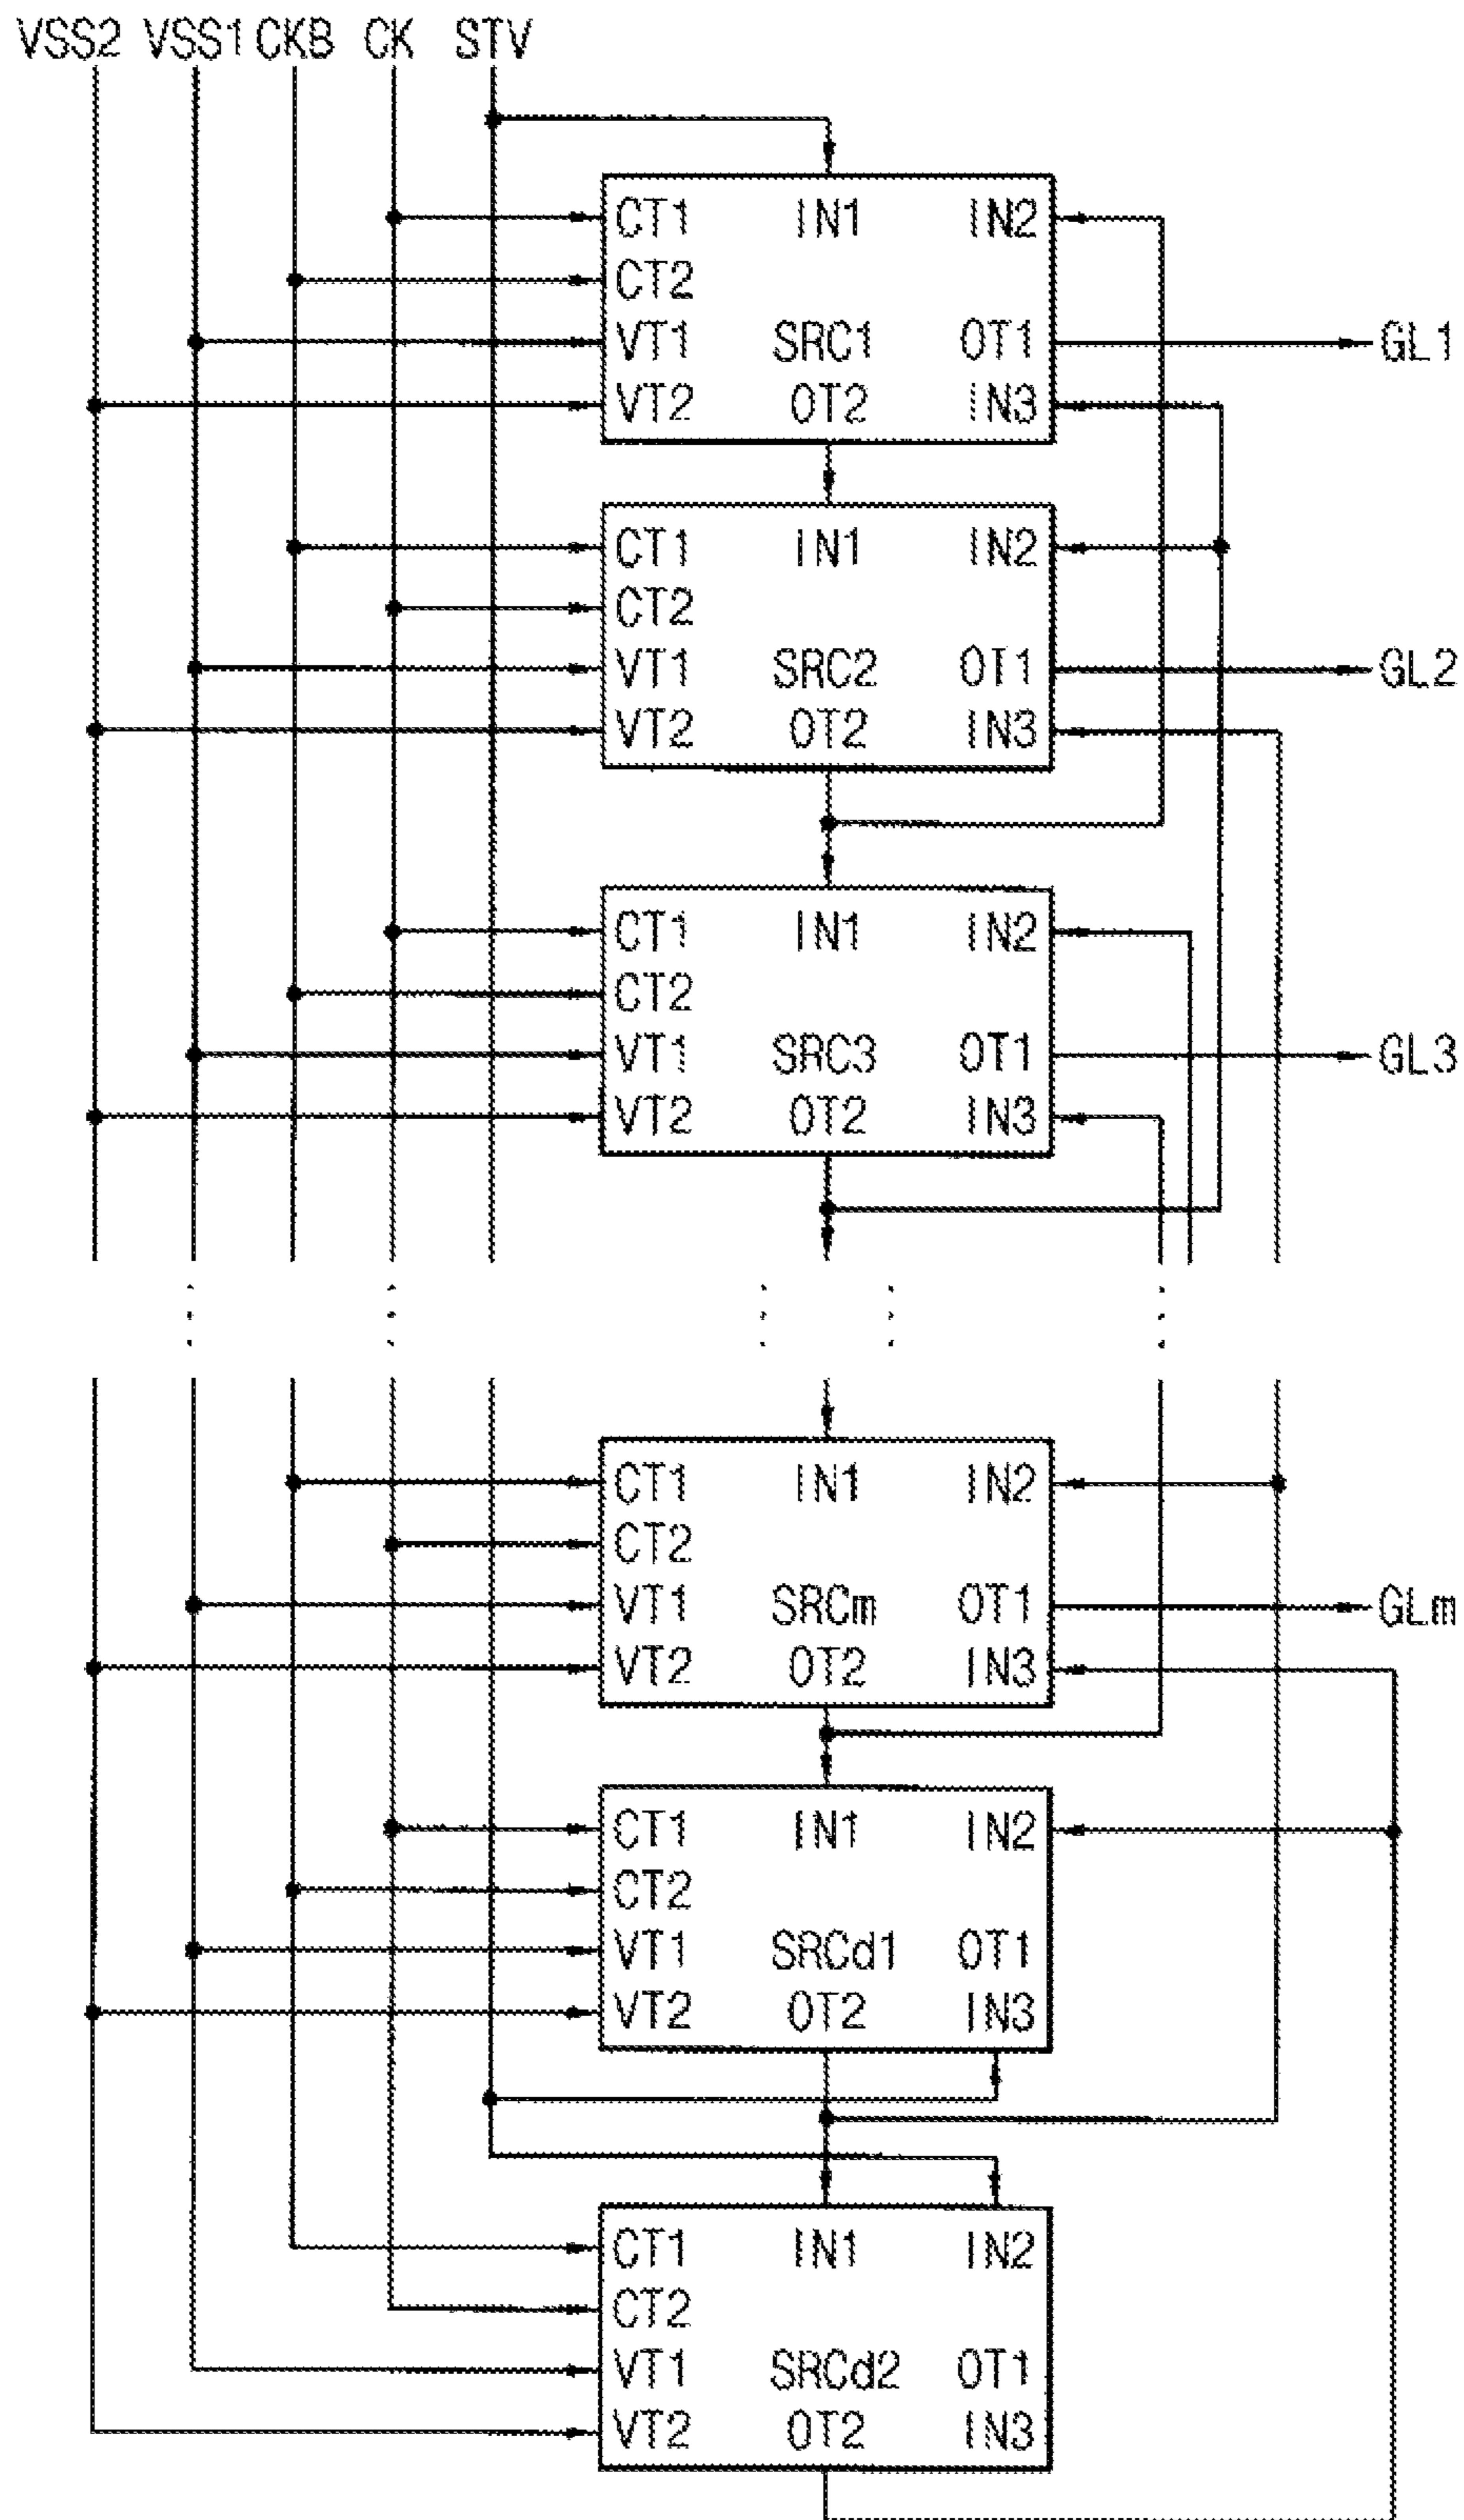 VSS2 VSS1 CKB CK STV
CT1 IN1 IN2
CT2
VT1 SRC1 OT1 GL1
VT2 OT2 IN3
CT1 IN1 IN2
CT2
VT1 SRC2 OT1 GL2
VT2 OT2 IN3
CT1 IN1 IN2
CT2
VT1 SRC3 OT1 GL3
VT2 OT2 IN3
CT1 IN1 IN2
CT2
VT1 SRCm OT1 GLm
VT2 OT2 IN3
CT1 IN1 IN2
CT2
VT1 SRCd1 OT1
VT2 OT2 IN3
CT1 IN1 IN2
CT2
VT1 SRCd2 OT1
VT2 OT2 IN3